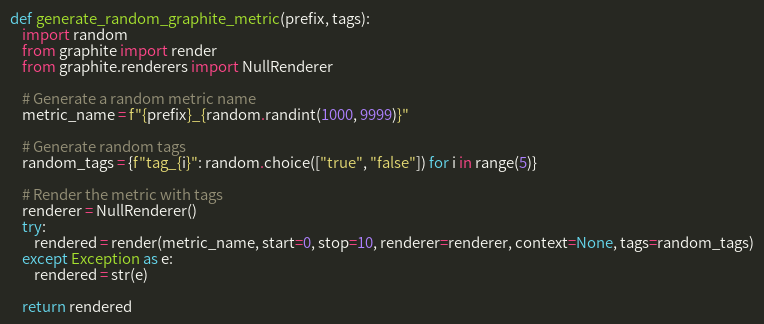 def generate_random_graphite_metric(prefix, tags):
    import random
    from graphite import render
    from graphite.renderers import NullRenderer

    # Generate a random metric name
    metric_name = f"{prefix}_{random.randint(1000, 9999)}"

    # Generate random tags
    random_tags = {f"tag_{i}": random.choice(["true", "false"]) for i in range(5)}

    # Render the metric with tags
    renderer = NullRenderer()
    try:
        rendered = render(metric_name, start=0, stop=10, renderer=renderer, context=None, tags=random_tags)
    except Exception as e:
        rendered = str(e)

    return rendered